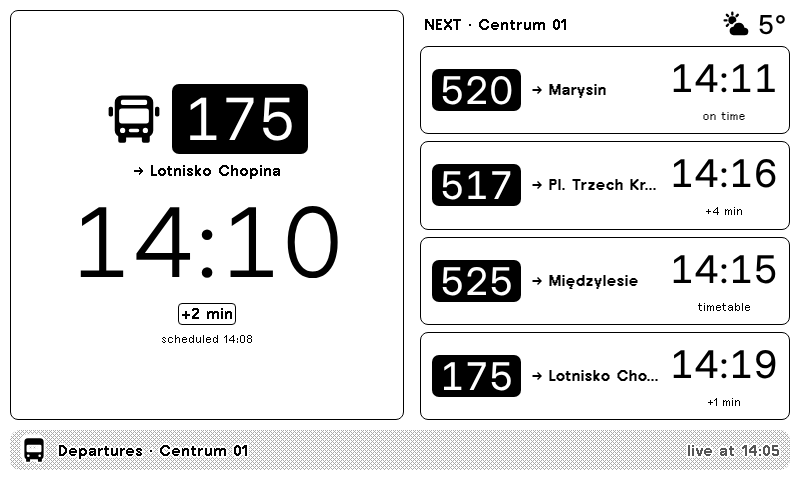 175
→ Lotnisko Chopina
14:10
+2 min
scheduled 14:08
NEXT · Centrum 01
5°
520 → Marysin 14:11
on time
517 → Pl. Trzech Kr... 14:16
+4 min
525 → Międzylesie 14:15
timetable
175 → Lotnisko Cho... 14:19
+1 min
Departures · Centrum 01
live at 14:05